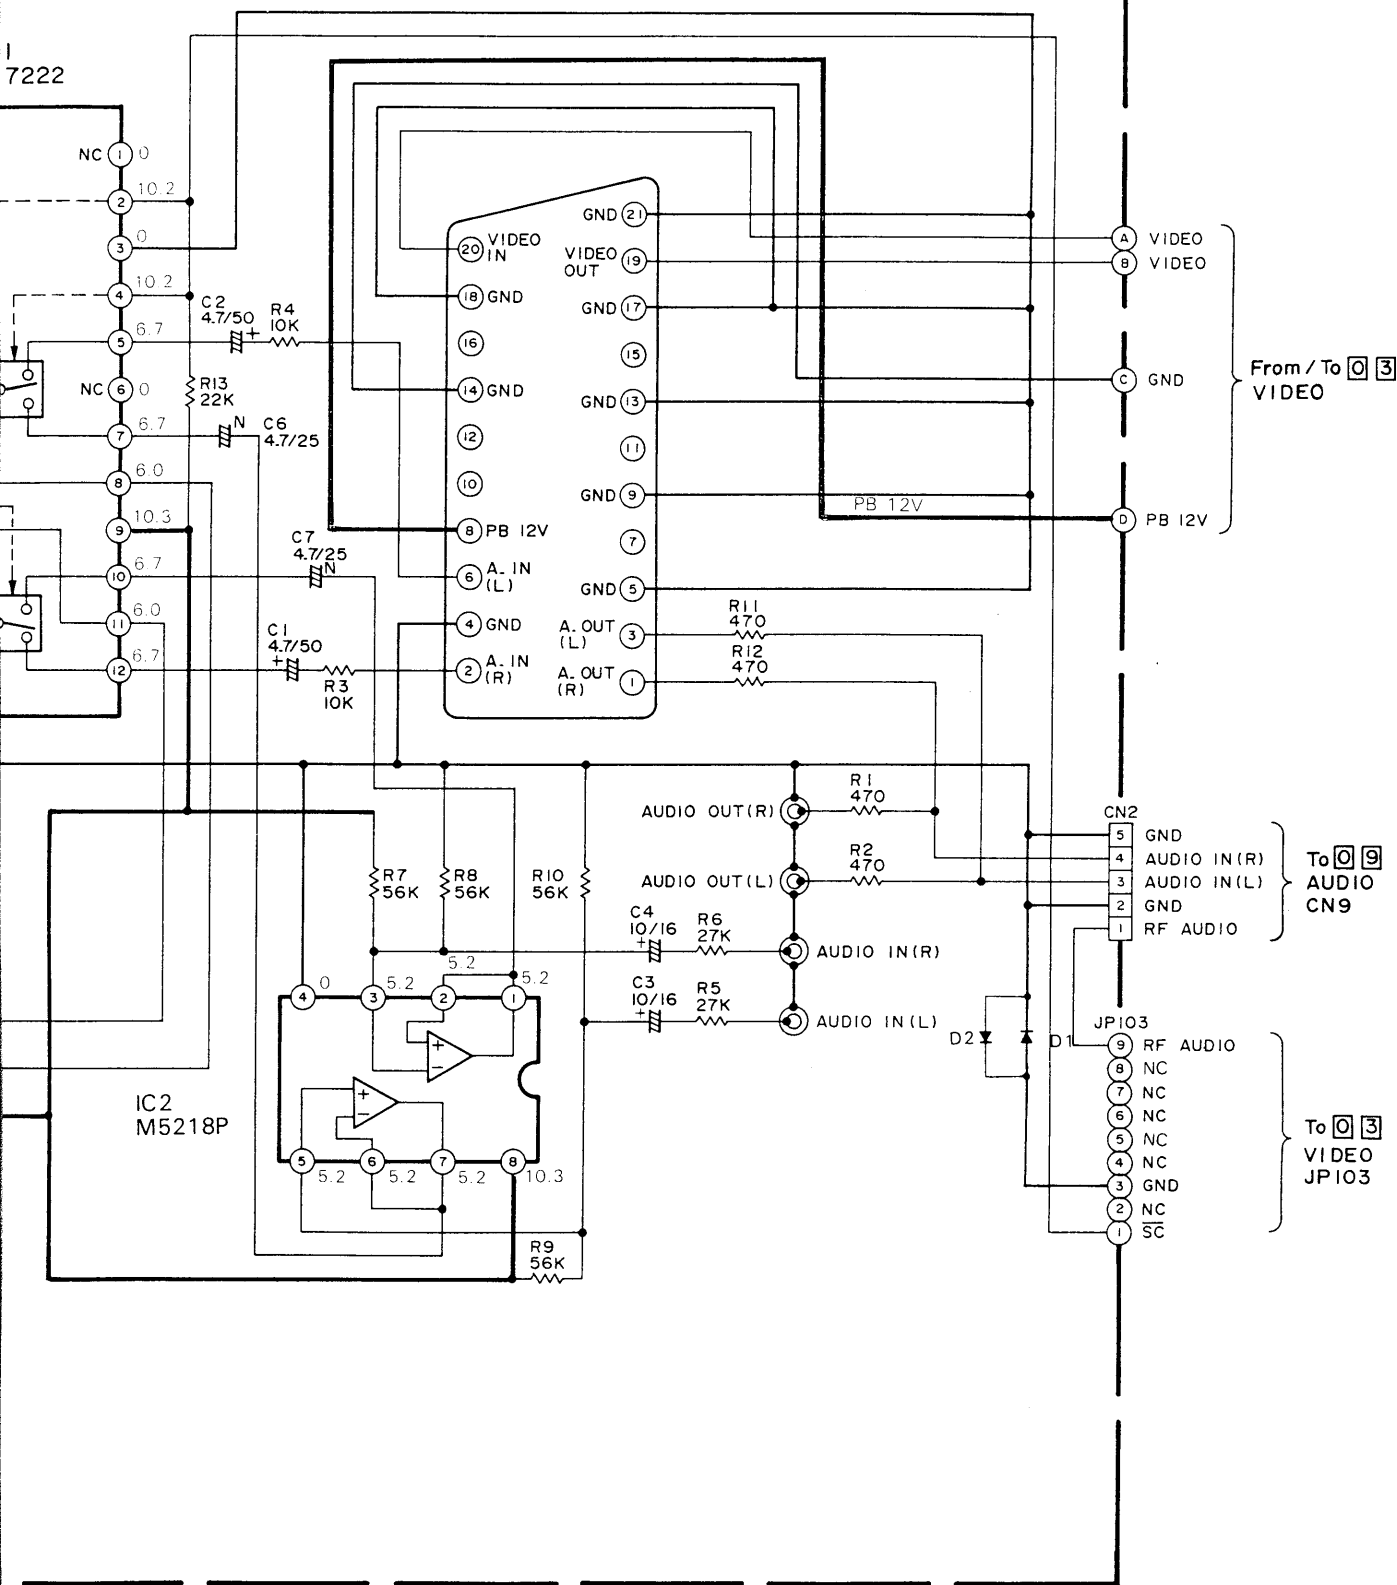 1
7222
NC 1 0
2 10.2
3 0
4 10.2
5 6.7
NC 6 0
7 6.7
8 6.0
9 10.3
10 6.7
11 6.0
12 6.7
C2
4.7/50
+
R4
10K
R13
22K
N C6
4.7/25
C7
4.7/25
N
C1
4.7/50
+
R3
10K
20 VIDEO
IN
18 GND
16
14 GND
12
10
8 PB 12V
6 A. IN
(L)
4 GND
2 A. IN
(R)
GND 21
VIDEO
OUT 19
GND 17
15
GND 13
11
GND 9
7
GND 5
A. OUT
(L) 3
A. OUT
(R) 1
R11
470
R12
470
PB 12V
A VIDEO
B VIDEO
C GND
D PB 12V
From / To 0 3
VIDEO
AUDIO OUT(R)
R1
470
AUDIO OUT(L)
R2
470
AUDIO IN(R)
C4
10/16
+
R6
27K
AUDIO IN(L)
C3
10/16
+
R5
27K
R7
56K
R8
56K
R10
56K
CN2
5 GND
4 AUDIO IN(R)
3 AUDIO IN(L)
2 GND
1 RF AUDIO
To 0 9
AUDIO
CN9
4 0
3 5.2
2 5.2
1 5.2
+
−
+
−
5 5.2
6 5.2
7 5.2
8 10.3
IC2
M5218P
R9
56K
D2
D1
JP103
9 RF AUDIO
8 NC
7 NC
6 NC
5 NC
4 NC
3 GND
2 NC
1 S̅C̅
To 0 3
VIDEO
JP103